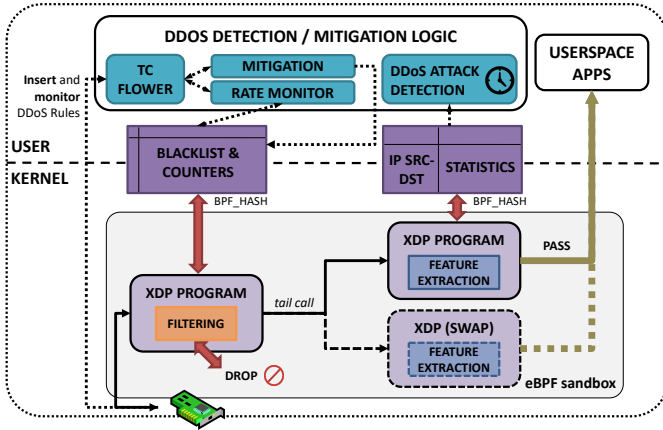 DDOS DETECTION / MITIGATION LOGIC
TC
FLOWER
MITIGATION
RATE MONITOR
DDoS ATTACK
DETECTION
USERSPACE
APPS
Insert and
monitor
DDoS Rules
USER
KERNEL
BLACKLIST &
COUNTERS
IP SRC-
DST
STATISTICS
BPF_HASH
BPF_HASH
XDP PROGRAM
FEATURE
EXTRACTION
PASS
XDP PROGRAM
FILTERING
tail call
DROP
XDP (SWAP)
FEATURE
EXTRACTION
eBPF sandbox